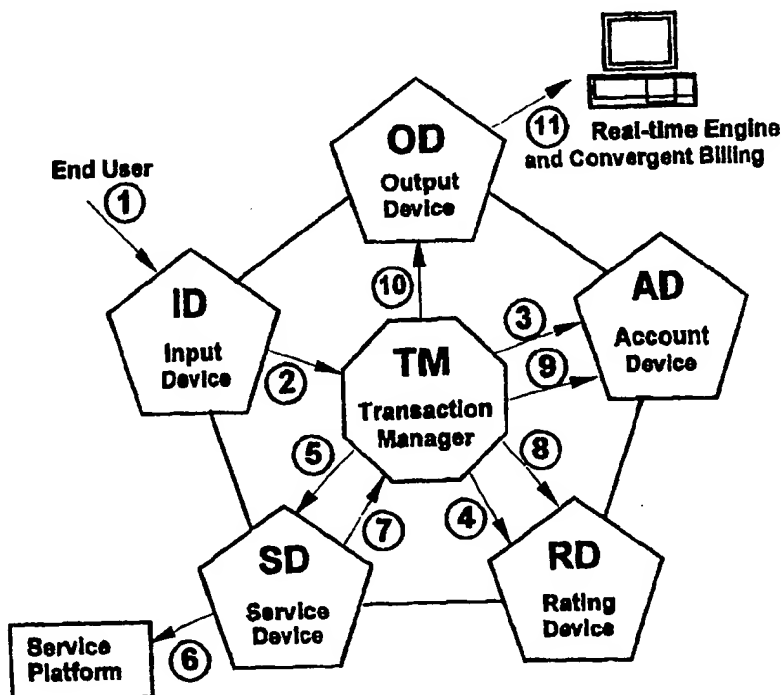 OD
Output
Device
11
Real-time Engine
and Convergent Billing
End User
1
ID
Input
Device
2
10
3
AD
Account
Device
9
TM
Transaction
Manager
5
8
7
4
SD
Service
Device
RD
Rating
Device
6
Service
Platform